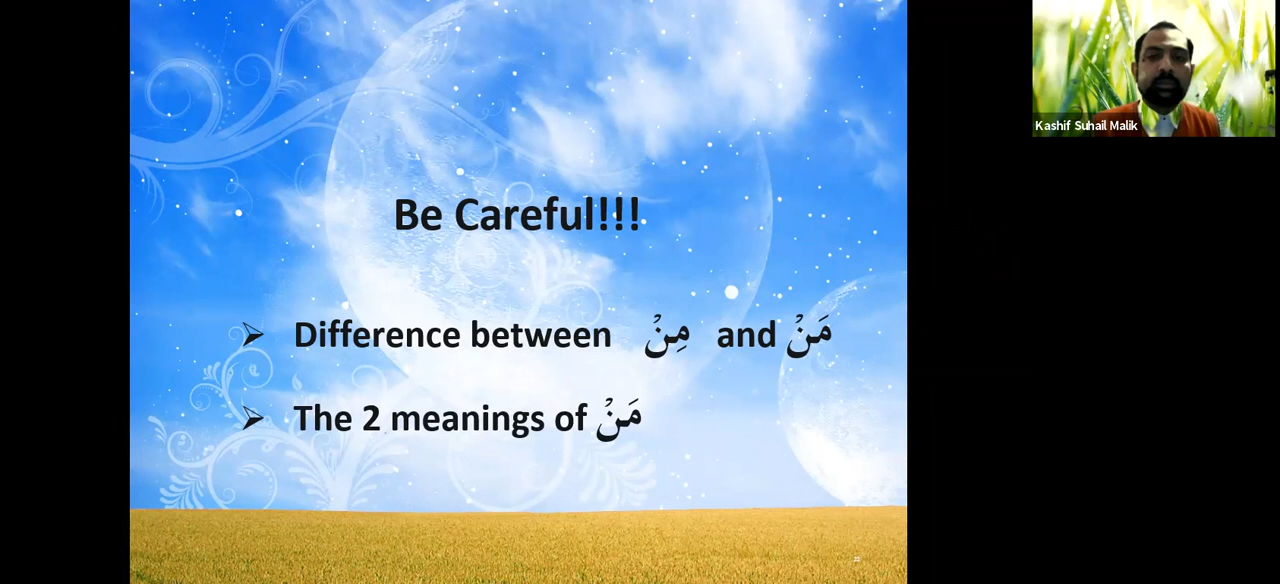 Be Careful!!!
➢ Difference between مِنْ and مَنْ
➢ The 2 meanings of مَنْ
Kashif Suhail Malik